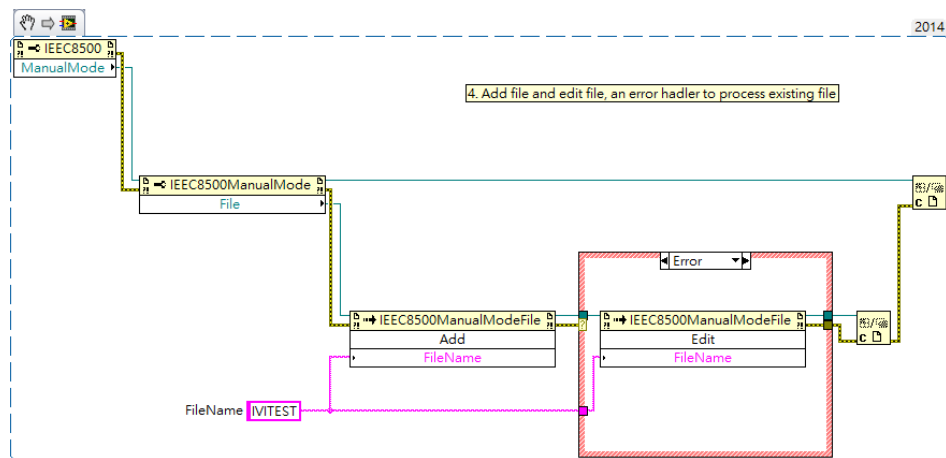 2014
IEEC8500
ManualMode
4. Add file and edit file, an error hadler to process existing file
IEEC8500ManualMode
File
Error
IEEC8500ManualModeFile
Add
FileName
IEEC8500ManualModeFile
Edit
FileName
FileName IVITEST